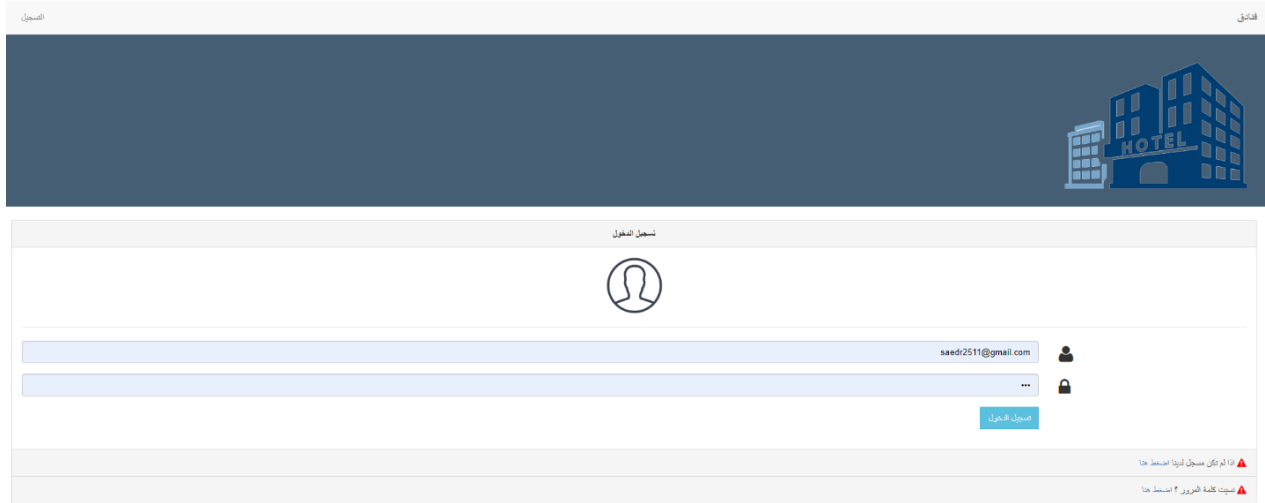 فنادق
التسجيل
HOTEL
تسجيل الدخول
saedr2511@gmail.com
•••
تسجيل الدخول
اذا لم تكن مسجل لدينا اضغط هنا
نسيت كلمة المرور ؟ اضغط هنا